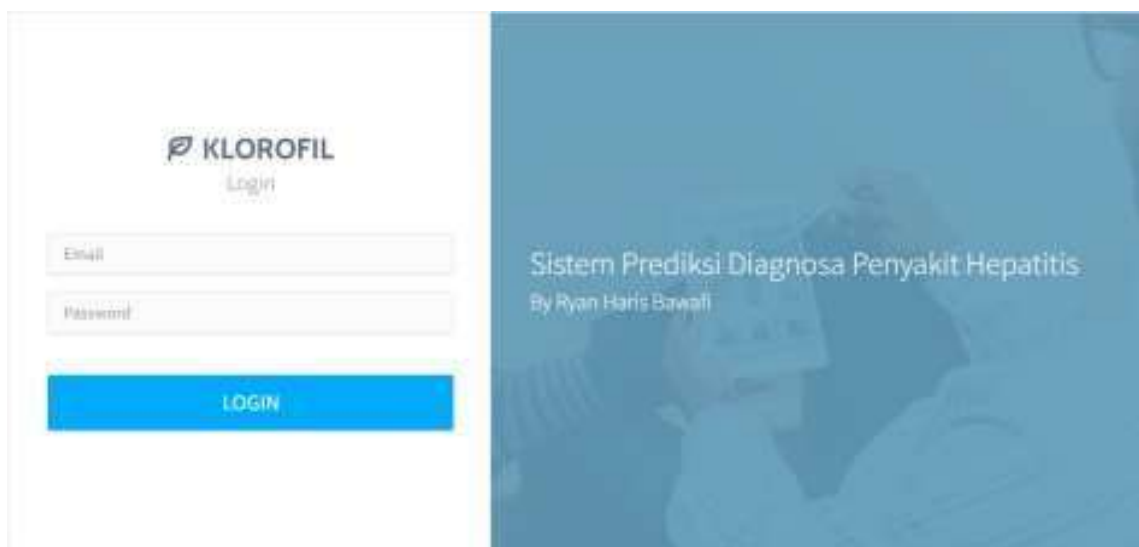 KLOROFIL
Login
Email
Password
LOGIN
Sistem Prediksi Diagnosa Penyakit Hepatitis
By Ryan Haris Bawafi